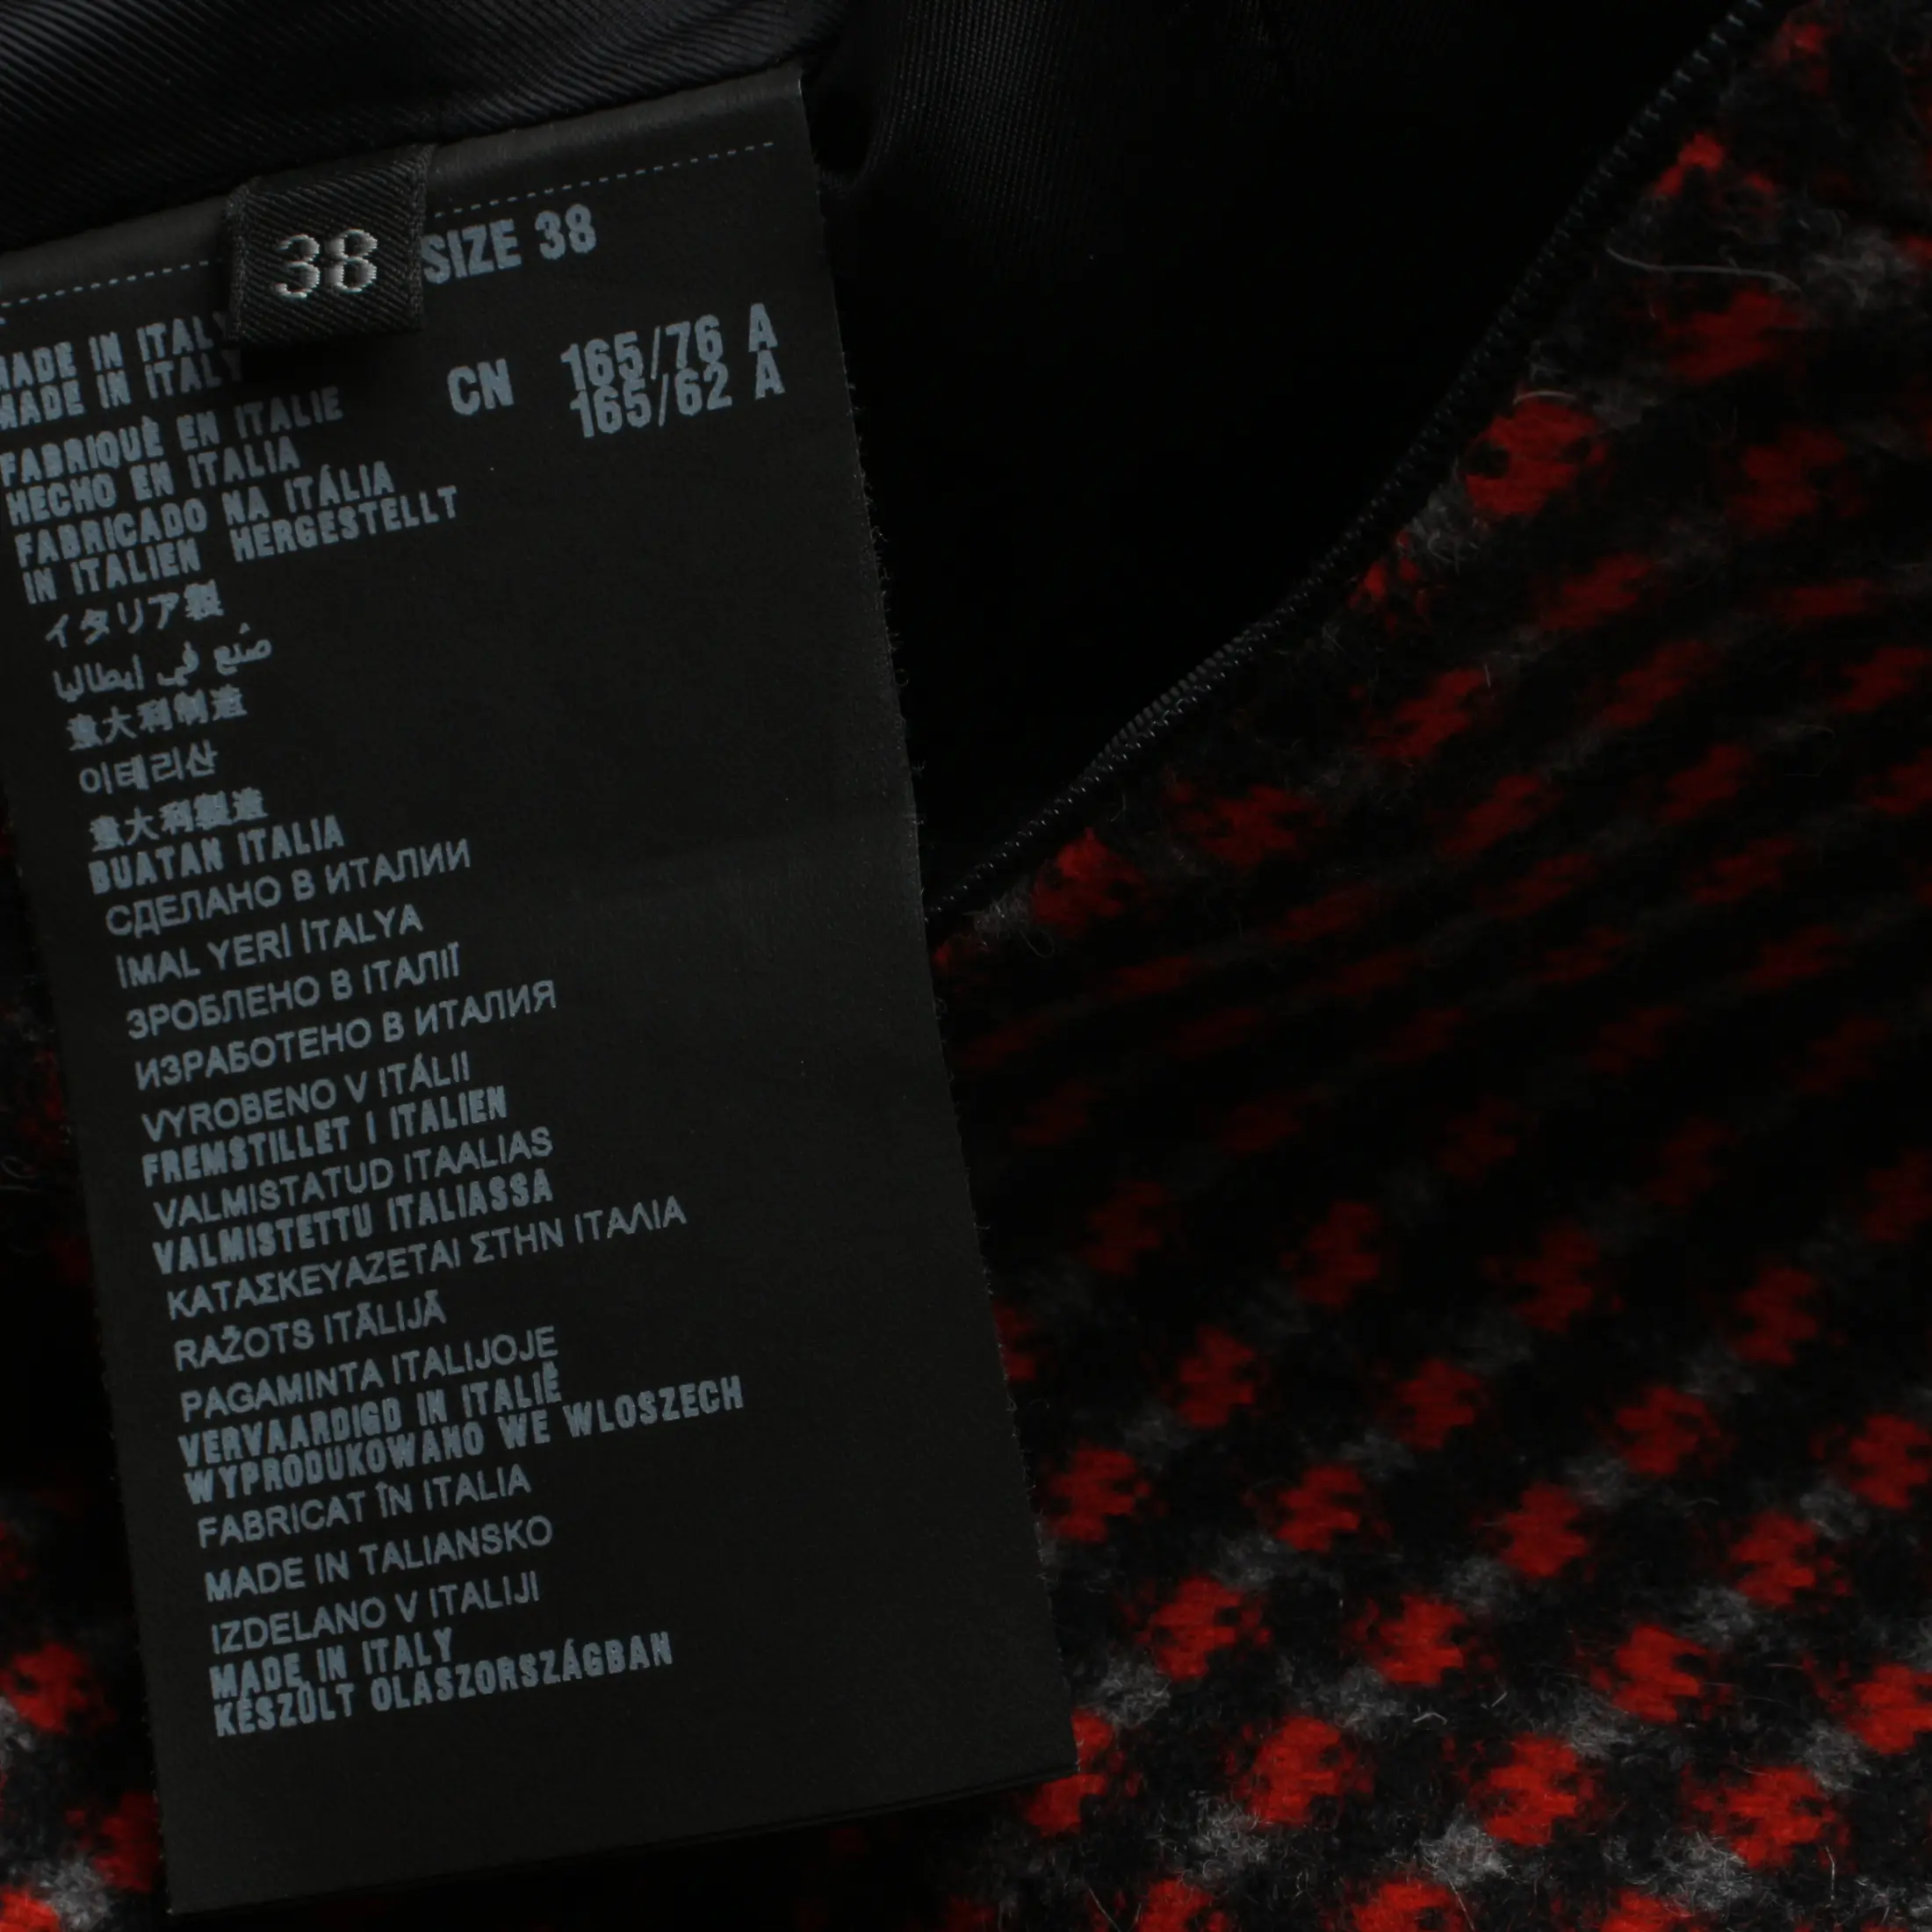 38
SIZE 38
MADE IN ITALY
MADE IN ITALY
CN 165/76 A
165/62 A
FABRIQUÈ EN ITALIE
HECHO EN ITALIA
FABRICADO NA ITÁLIA
IN ITALIEN HERGESTELLT
イタリア製
صُنع في إيطاليا
意大利制造
이태리산
意大利製造
BUATAN ITALIA
СДЕЛАНО В ИТАЛИИ
İMAL YERİ İTALYA
ЗРОБЛЕНО В ІТАЛІЇ
ИЗРАБОТЕНО В ИТАЛИЯ
VYROBENO V ITÁLII
FREMSTILLET I ITALIEN
VALMISTATUD ITAALIAS
VALMISTETTU ITALIASSA
ΚΑΤΑΣΚΕΥΑΖΕΤΑΙ ΣΤΗΝ ΙΤΑΛΙΑ
RAŽOTS ITĀLIJĀ
PAGAMINTA ITALIJOJE
VERVAARDIGD IN ITALIË
WYPRODUKOWANO WE WLOSZECH
FABRICAT ÎN ITALIA
MADE IN TALIANSKO
IZDELANO V ITALIJI
MADE IN ITALY
KÉSZÜLT OLASZORSZÁGBAN